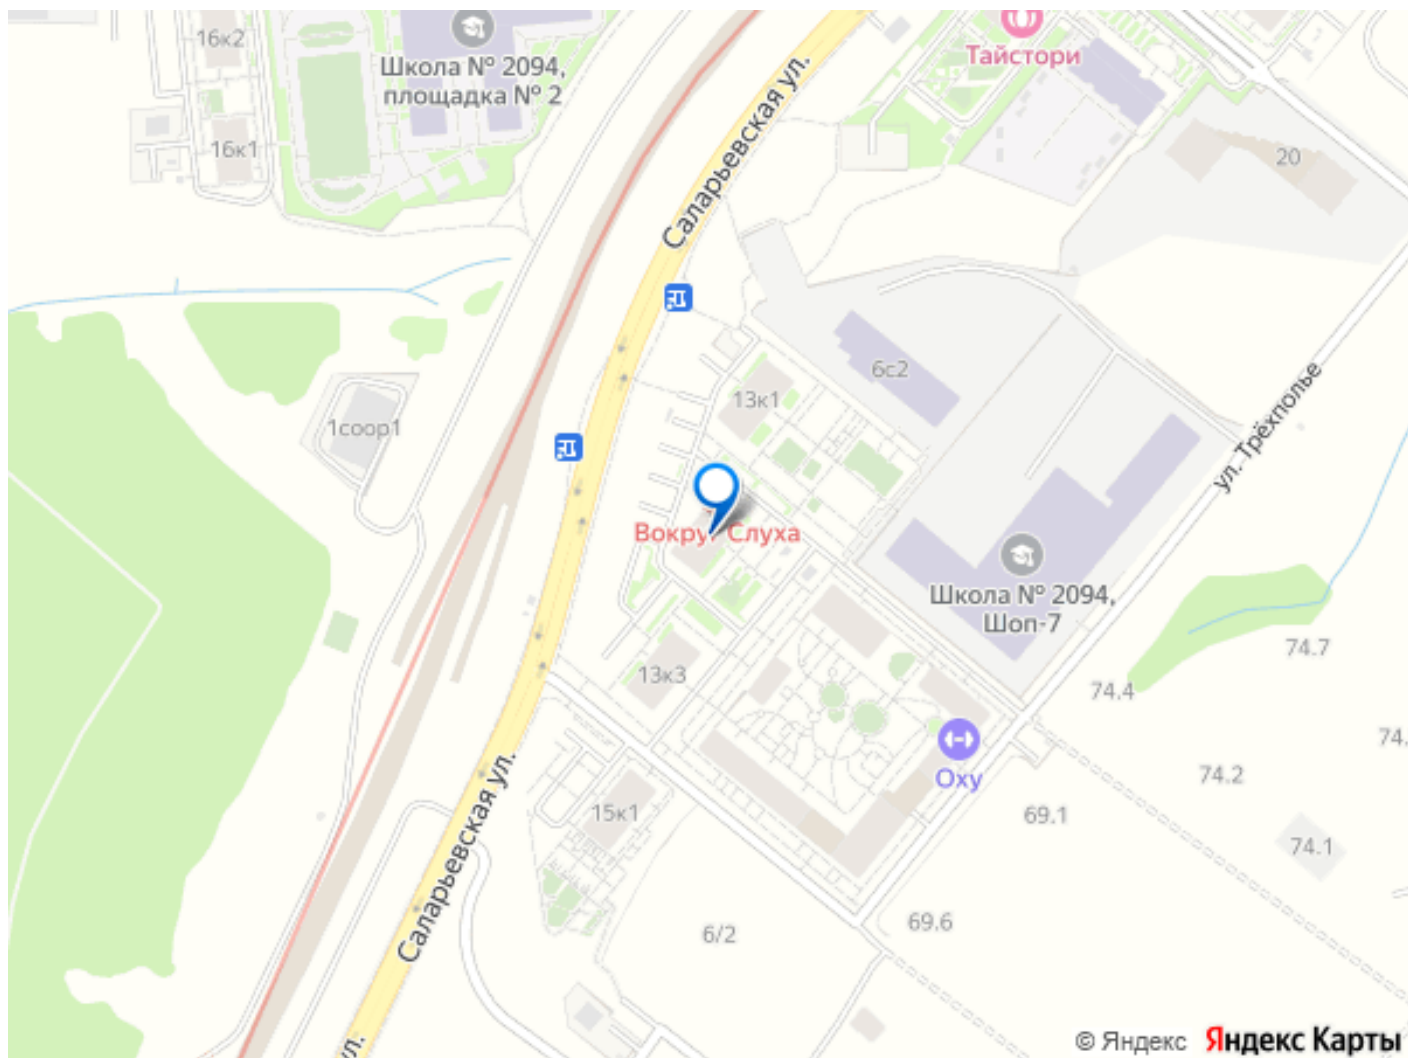 16к2
Школа № 2094,
площадка № 2
16к1
Тайстори
Саларьевская ул.
20
6с2
13к1
1соор1
ул. Трёхполье
Вокруг Слуха
Школа № 2094,
Шоп-7
13к3
74.7
74.4
74.
74.2
Оху
69.1
15к1
74.1
Саларьевская ул.
69.6
6/2
ул.
© Яндекс Яндекс Карты